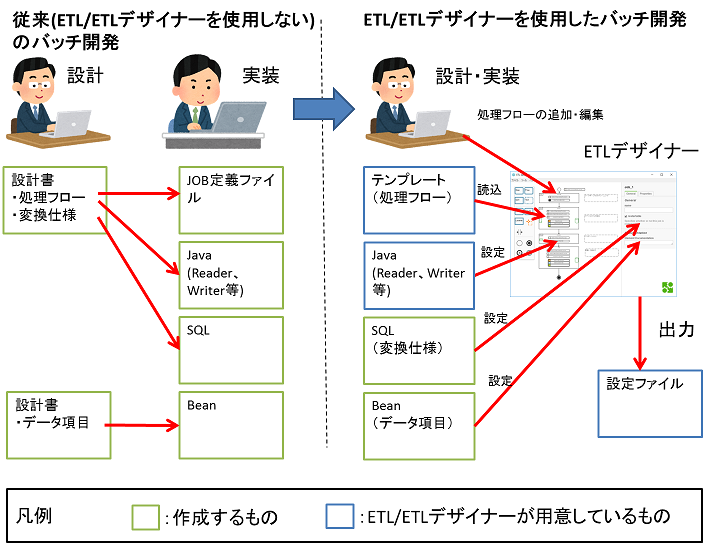 従来(ETL/ETLデザイナーを使用しない)
のバッチ開発
設計
実装
設計書
・処理フロー
・変換仕様
JOB定義ファイ
ル
Java
(Reader、
Writer等)
SQL
設計書
・データ項目
Bean
ETL/ETLデザイナーを使用したバッチ開発
設計・実装
処理フローの追加・編集
ETLデザイナー
テンプレート
（処理フロー）
読込
Java
(Reader、Writer
等)
設定
SQL
（変換仕様）
設定
Bean
（データ項目）
設定
出力
設定ファイル
凡例
：作成するもの
：ETL/ETLデザイナーが用意しているもの